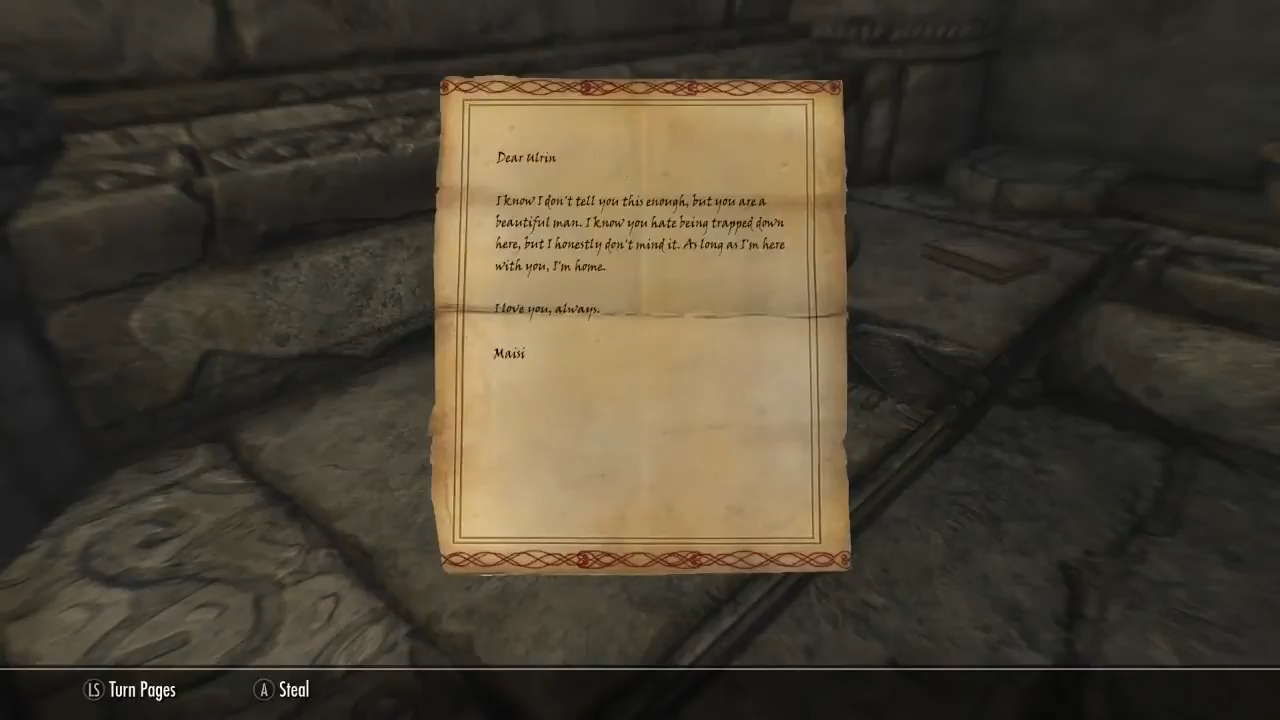 Dear Ulrin
I know I don't tell you this enough, but you are a
beautiful man. I know you hate being trapped down
here, but I honestly don't mind it. As long as I'm here
with you, I'm home.
I love you, always.
Maisi
LS Turn Pages
A Steal